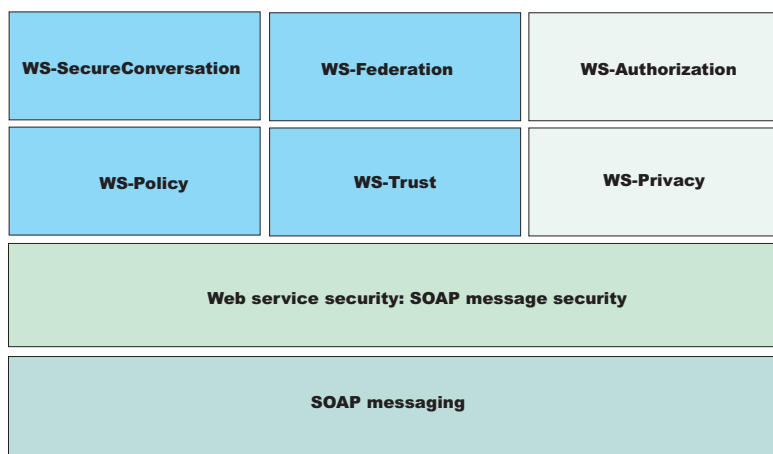 WS-SecureConversation
WS-Federation
WS-Authorization
WS-Policy
WS-Trust
WS-Privacy
Web service security: SOAP message security
SOAP messaging